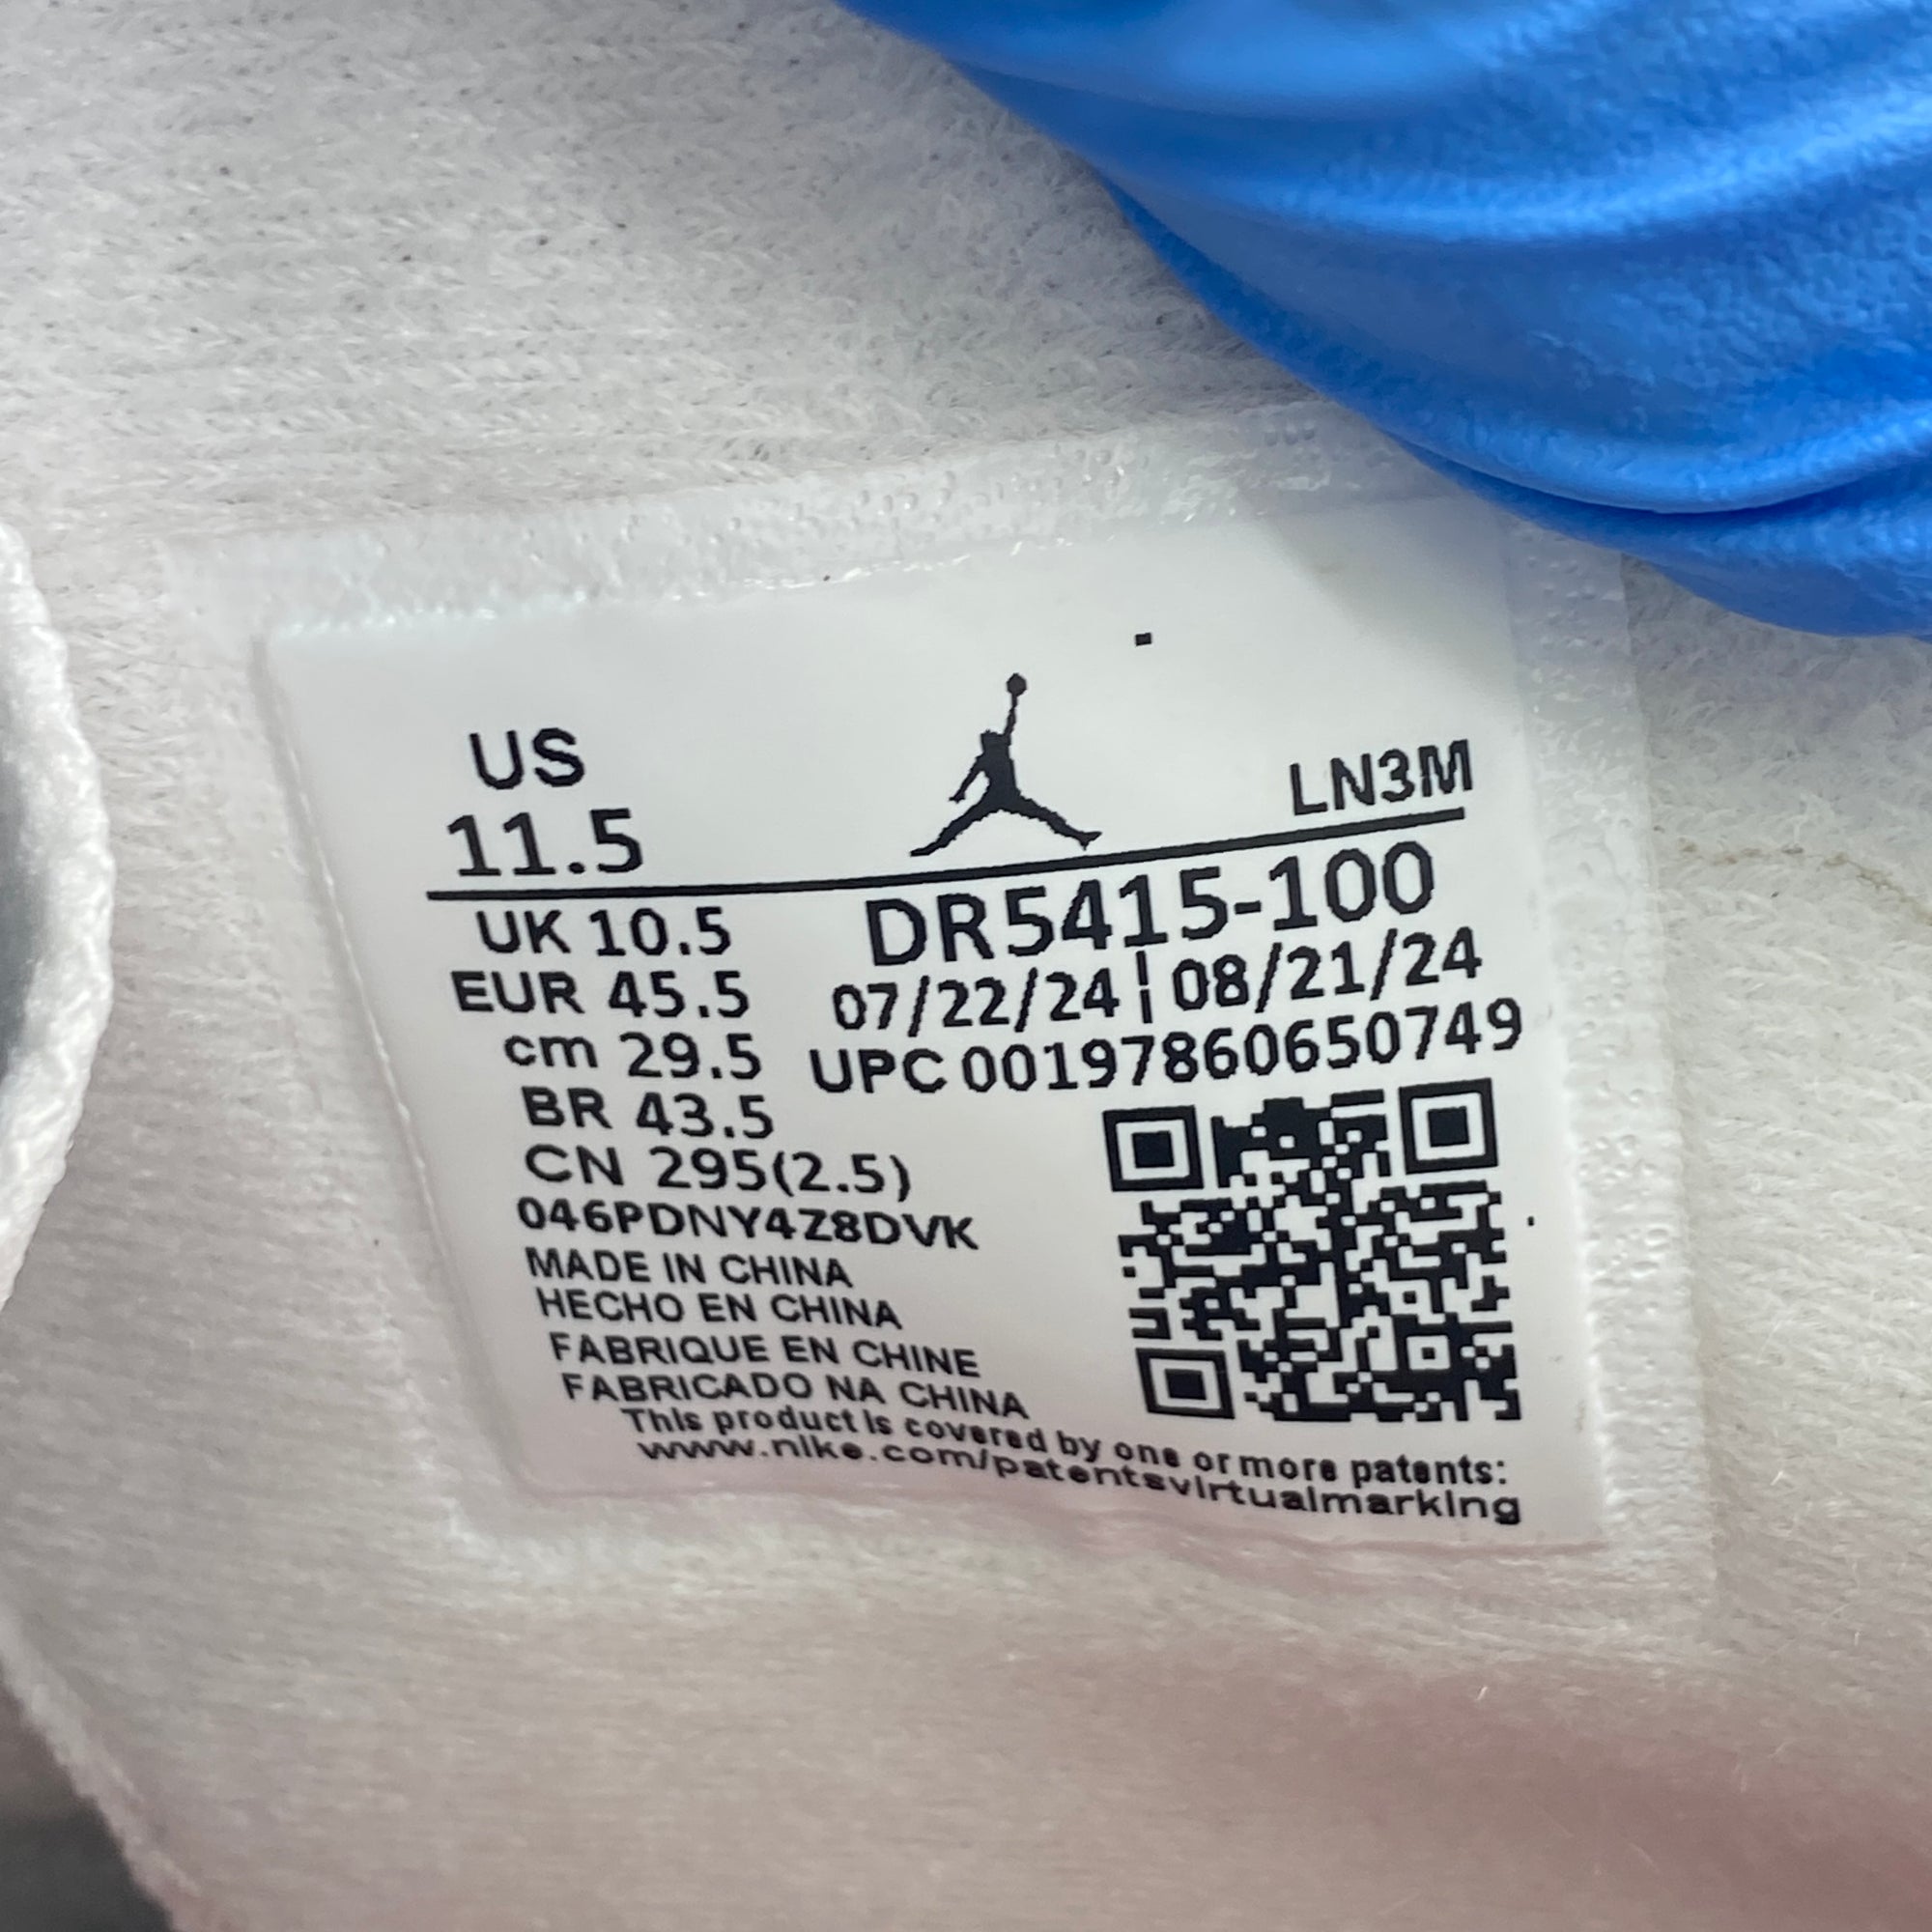 US
11.5
LN3M
UK 10.5
EUR 45.5
cm 29.5
BR 43.5
CN 295(2.5)
046PDNY4Z8DVK
DR5415-100
07/22/24 ¦ 08/21/24
UPC 00197860650749
MADE IN CHINA
HECHO EN CHINA
FABRIQUE EN CHINE
FABRICADO NA CHINA
This product is covered by one or more patents:
www.nike.com/patentsvirtualmarking